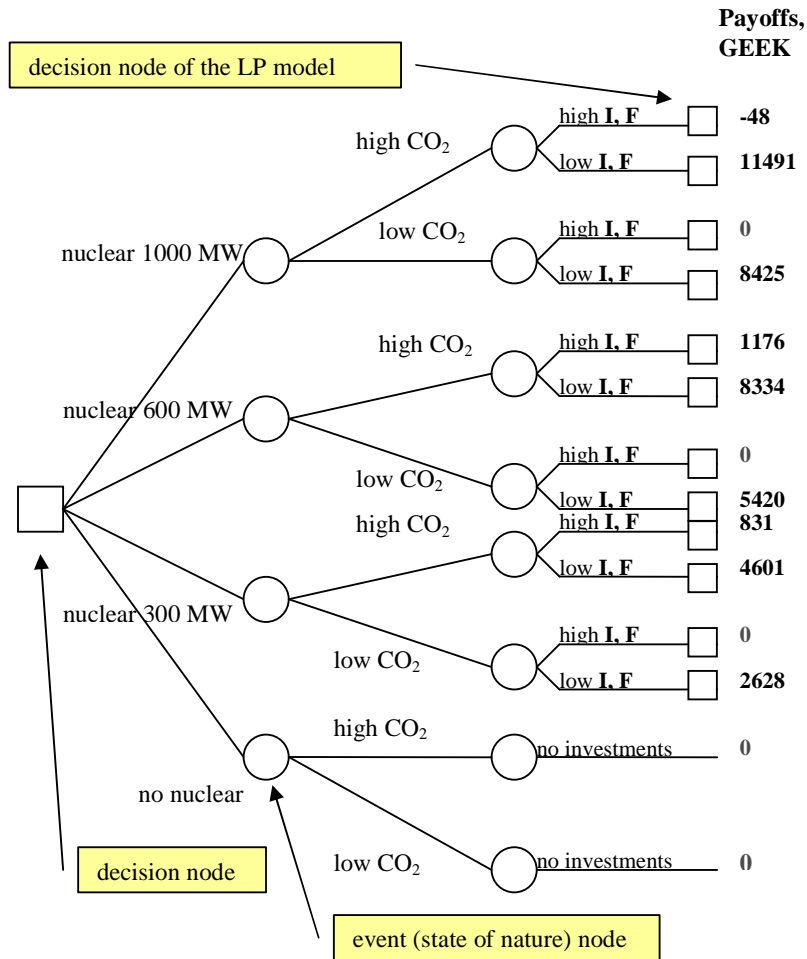 Payoffs,
GEEK
decision node of the LP model
high I, F
-48
high CO₂
low I, F
11491
high I, F
0
low CO₂
nuclear 1000 MW
low I, F
8425
high I, F
1176
high CO₂
low I, F
8334
nuclear 600 MW
high I, F
0
low CO₂
low I, F
5420
high CO₂
high I, F
831
low I, F
4601
nuclear 300 MW
high I, F
0
low CO₂
low I, F
2628
high CO₂
no investments
0
no nuclear
low CO₂
no investments
0
decision node
event (state of nature) node